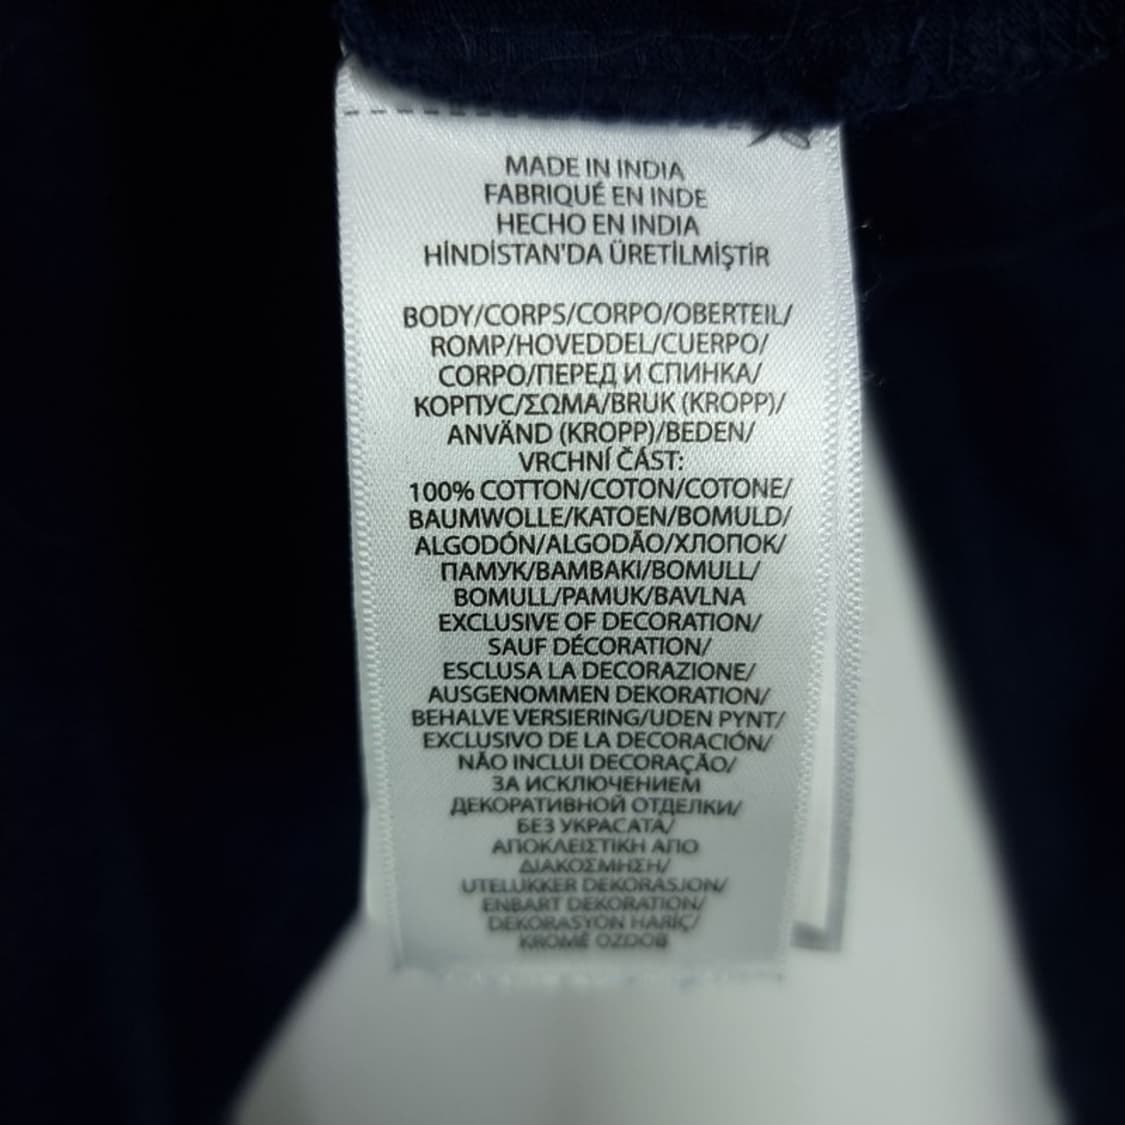 MADE IN INDIA
FABRIQUÉ EN INDE
HECHO EN INDIA
HİNDİSTAN'DA ÜRETİLMİŞTİR
BODY/CORPS/CORPO/OBERTEIL/
ROMP/HOVEDDEL/CUERPO/
CORPO/ПЕРЕД И СПИНКА/
КОРПУС/ΣΩΜΑ/BRUK (KROPP)/
ANVÄND (KROPP)/BEDEN/
VRCHNÍ ČÁST:
100% COTTON/COTON/COTONE/
BAUMWOLLE/KATOEN/BOMULD/
ALGODÓN/ALGODÃO/ХЛОПОК/
ПАМУК/ΒΑΜΒΑΚΙ/BOMULL/
BOMULL/PAMUK/BAVLNA
EXCLUSIVE OF DECORATION/
SAUF DÉCORATION/
ESCLUSA LA DECORAZIONE/
AUSGENOMMEN DEKORATION/
BEHALVE VERSIERING/UDEN PYNT/
EXCLUSIVO DE LA DECORACIÓN/
NÃO INCLUI DECORAÇÃO/
ЗА ИСКЛЮЧЕНИЕМ
ДЕКОРАТИВНОЙ ОТДЕЛКИ/
БЕЗ УКРАСАТА/
ΑΠΟΚΛΕΙΣΤΙΚΗ ΑΠΟ
ΔΙΑΚΟΣΜΗΣΗ/
UTELUKKER DEKORASJON/
ENBART DEKORATION/
DEKORASYON HARİÇ/
KROMĚ OZDOB